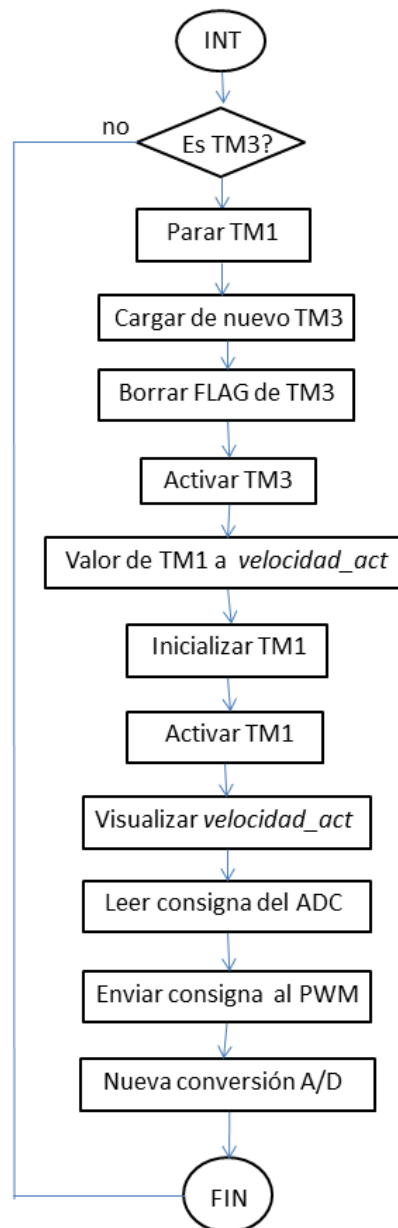 INT
no
Es TM3?
Parar TM1
Cargar de nuevo TM3
Borrar FLAG de TM3
Activar TM3
Valor de TM1 a velocidad_act
Inicializar TM1
Activar TM1
Visualizar velocidad_act
Leer consigna del ADC
Enviar consigna al PWM
Nueva conversión A/D
FIN